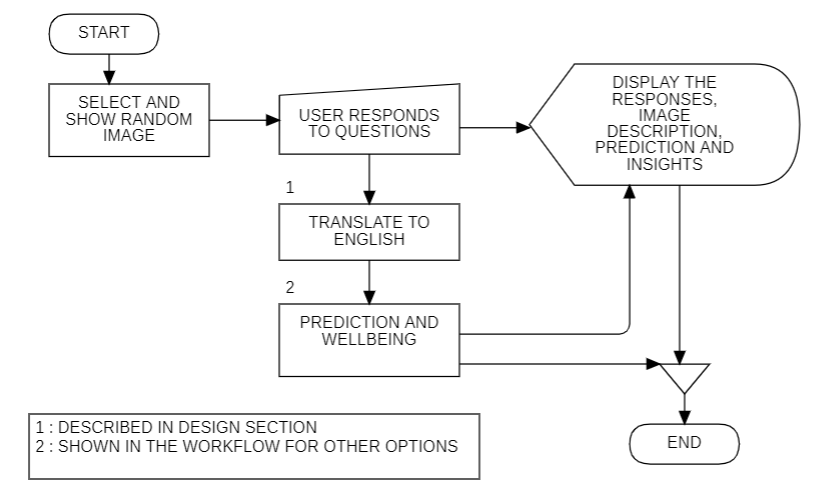 START
SELECT AND
SHOW RANDOM
IMAGE
USER RESPONDS
TO QUESTIONS
DISPLAY THE
RESPONSES,
IMAGE
DESCRIPTION,
PREDICTION AND
INSIGHTS
1
TRANSLATE TO
ENGLISH
2
PREDICTION AND
WELLBEING
1 : DESCRIBED IN DESIGN SECTION
2 : SHOWN IN THE WORKFLOW FOR OTHER OPTIONS
END